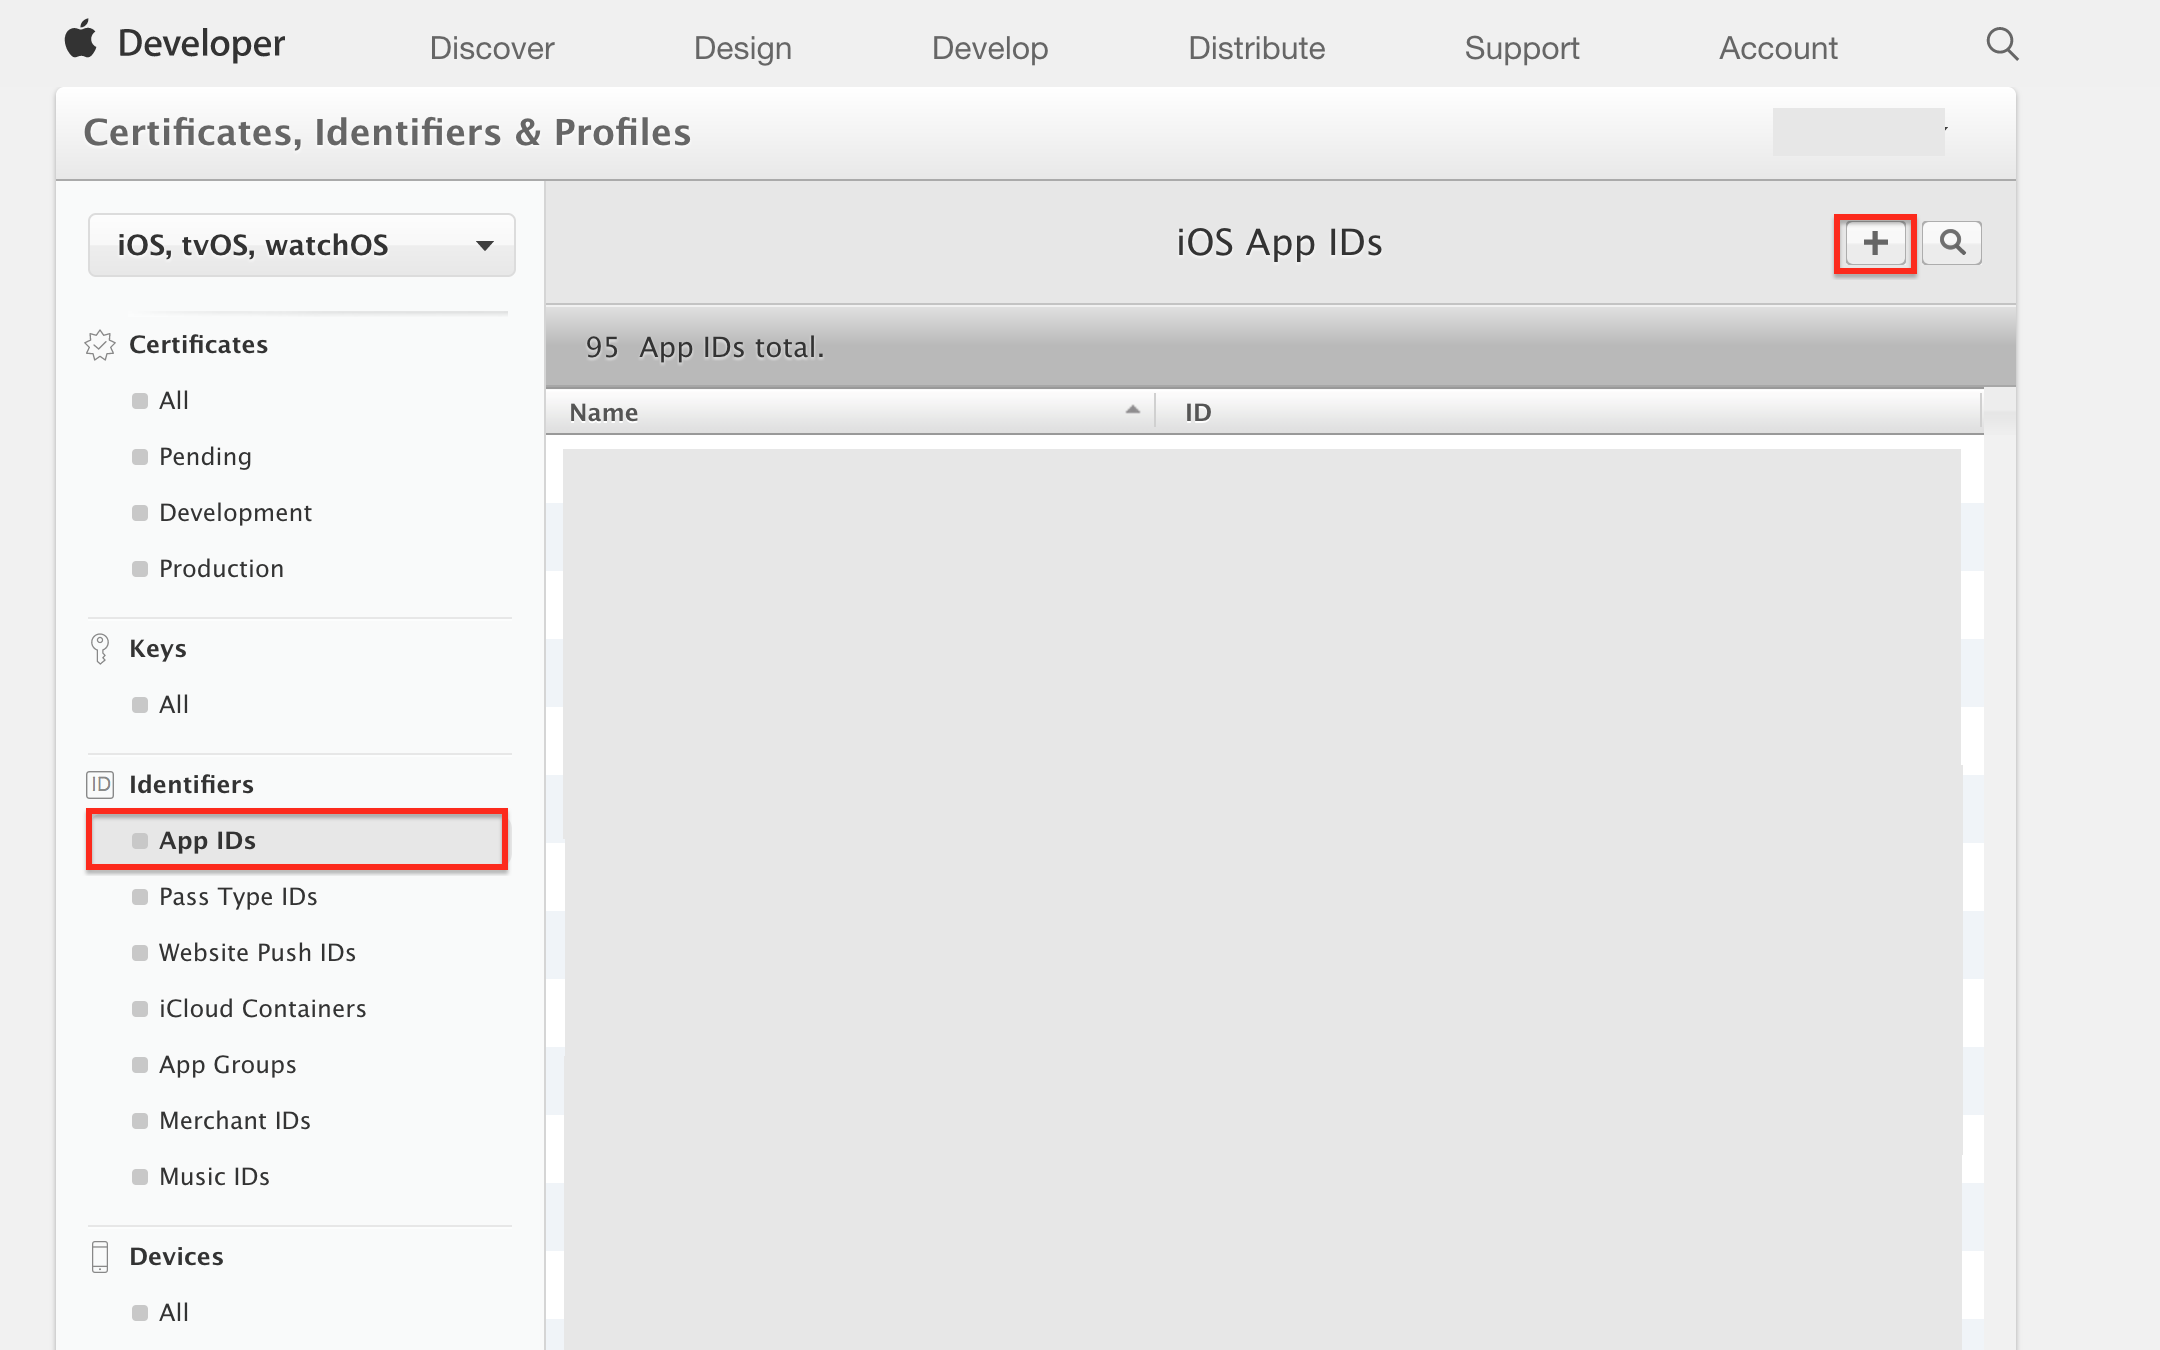 Developer
Discover
Design
Develop
Distribute
Support
Account
Certificates, Identifiers & Profiles
iOS, tvOS, watchOS
Certificates
All
Pending
Development
Production
Keys
All
ID Identifiers
App IDs
Pass Type IDs
Website Push IDs
iCloud Containers
App Groups
Merchant IDs
Music IDs
Devices
All
iOS App IDs
95 App IDs total.
Name
ID